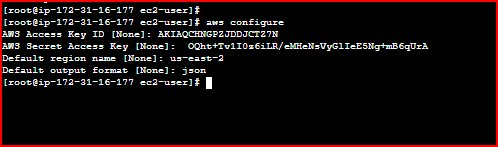 [root@ip-172-31-16-177 ec2-user]#
[root@ip-172-31-16-177 ec2-user]# aws configure
AWS Access Key ID [None]: AKIAQCHNGPZJDDJCTZ7N
AWS Secret Access Key [None]: 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
Default region name [None]: us-east-2
Default output format [None]: json
[root@ip-172-31-16-177 ec2-user]#